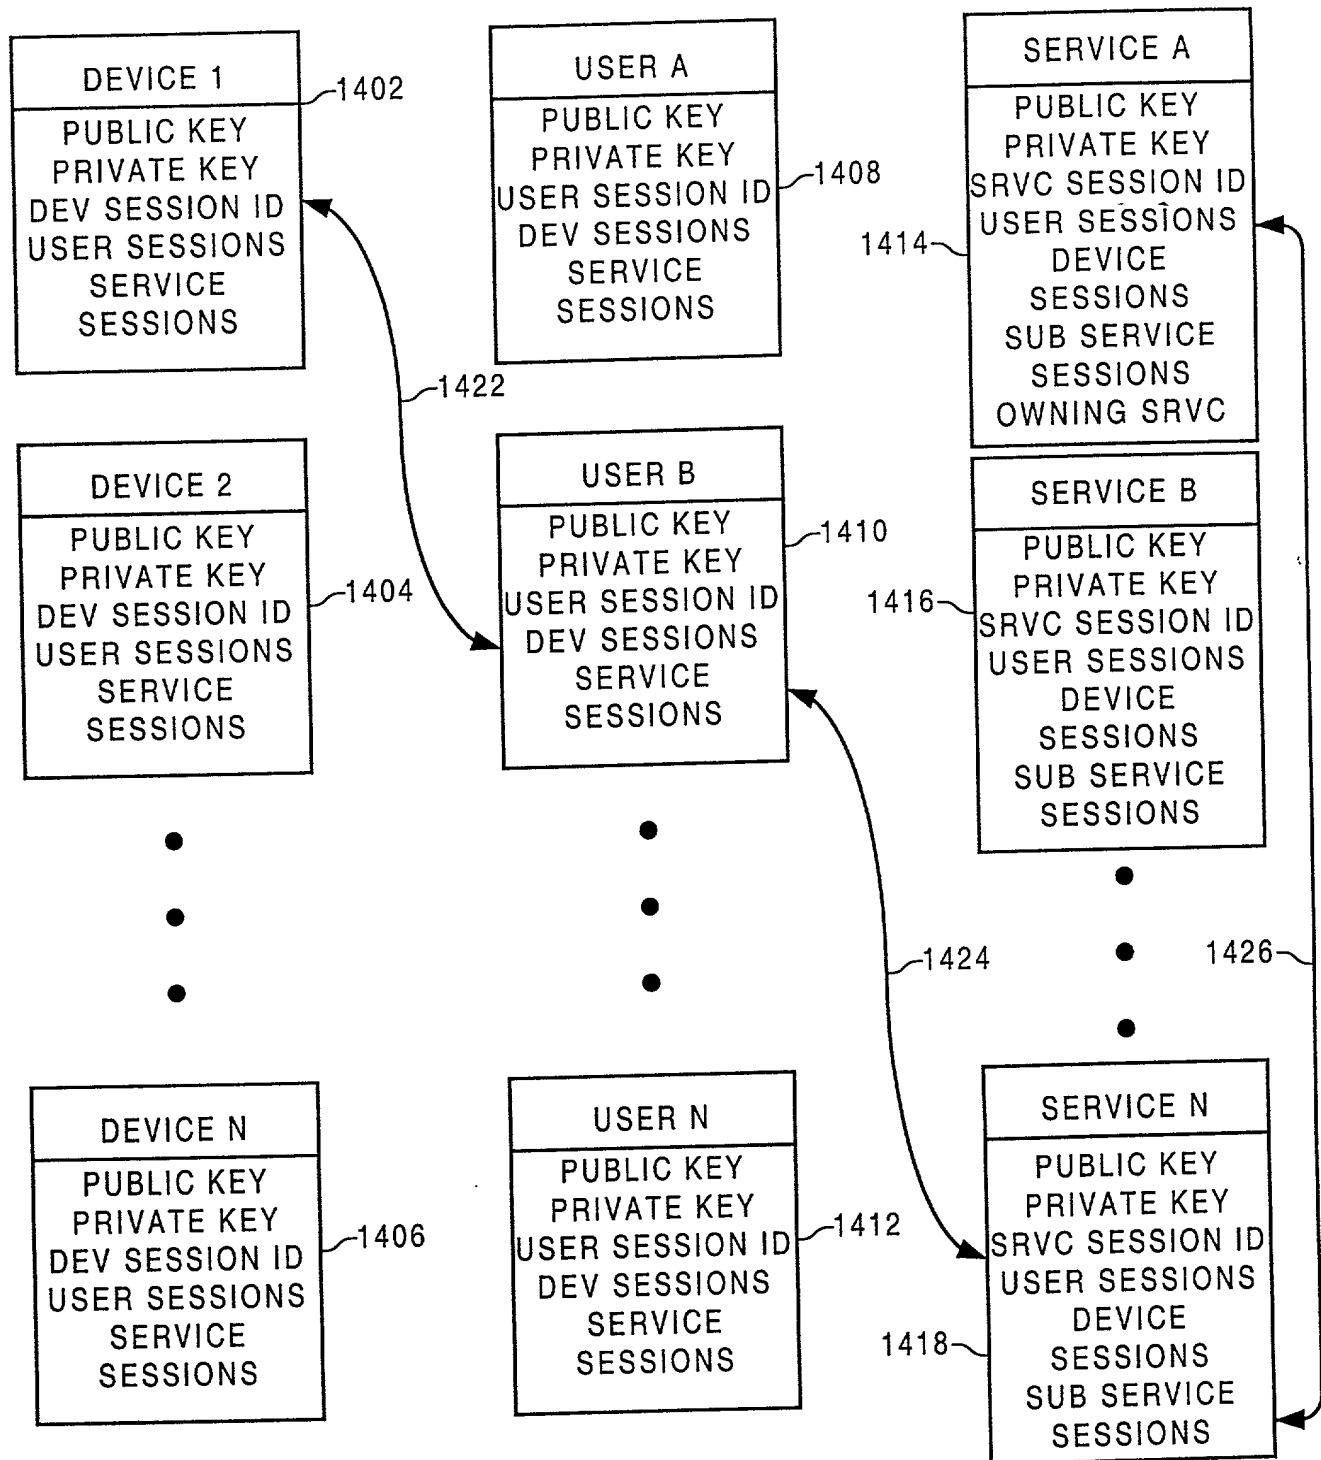 DEVICE 1
1402
PUBLIC KEY
PRIVATE KEY
DEV SESSION ID
USER SESSIONS
SERVICE
SESSIONS
USER A
PUBLIC KEY
PRIVATE KEY
USER SESSION ID
DEV SESSIONS
SERVICE
SESSIONS
1408
SERVICE A
PUBLIC KEY
PRIVATE KEY
SRVC SESSION ID
USER SESSIONS
DEVICE
SESSIONS
SUB SERVICE
SESSIONS
OWNING SRVC
1414
1422
DEVICE 2
PUBLIC KEY
PRIVATE KEY
DEV SESSION ID
USER SESSIONS
SERVICE
SESSIONS
1404
USER B
PUBLIC KEY
PRIVATE KEY
USER SESSION ID
DEV SESSIONS
SERVICE
SESSIONS
1410
SERVICE B
PUBLIC KEY
PRIVATE KEY
SRVC SESSION ID
USER SESSIONS
DEVICE
SESSIONS
SUB SERVICE
SESSIONS
1416
1424
1426
DEVICE N
PUBLIC KEY
PRIVATE KEY
DEV SESSION ID
USER SESSIONS
SERVICE
SESSIONS
1406
USER N
PUBLIC KEY
PRIVATE KEY
USER SESSION ID
DEV SESSIONS
SERVICE
SESSIONS
1412
SERVICE N
PUBLIC KEY
PRIVATE KEY
SRVC SESSION ID
USER SESSIONS
DEVICE
SESSIONS
SUB SERVICE
SESSIONS
1418